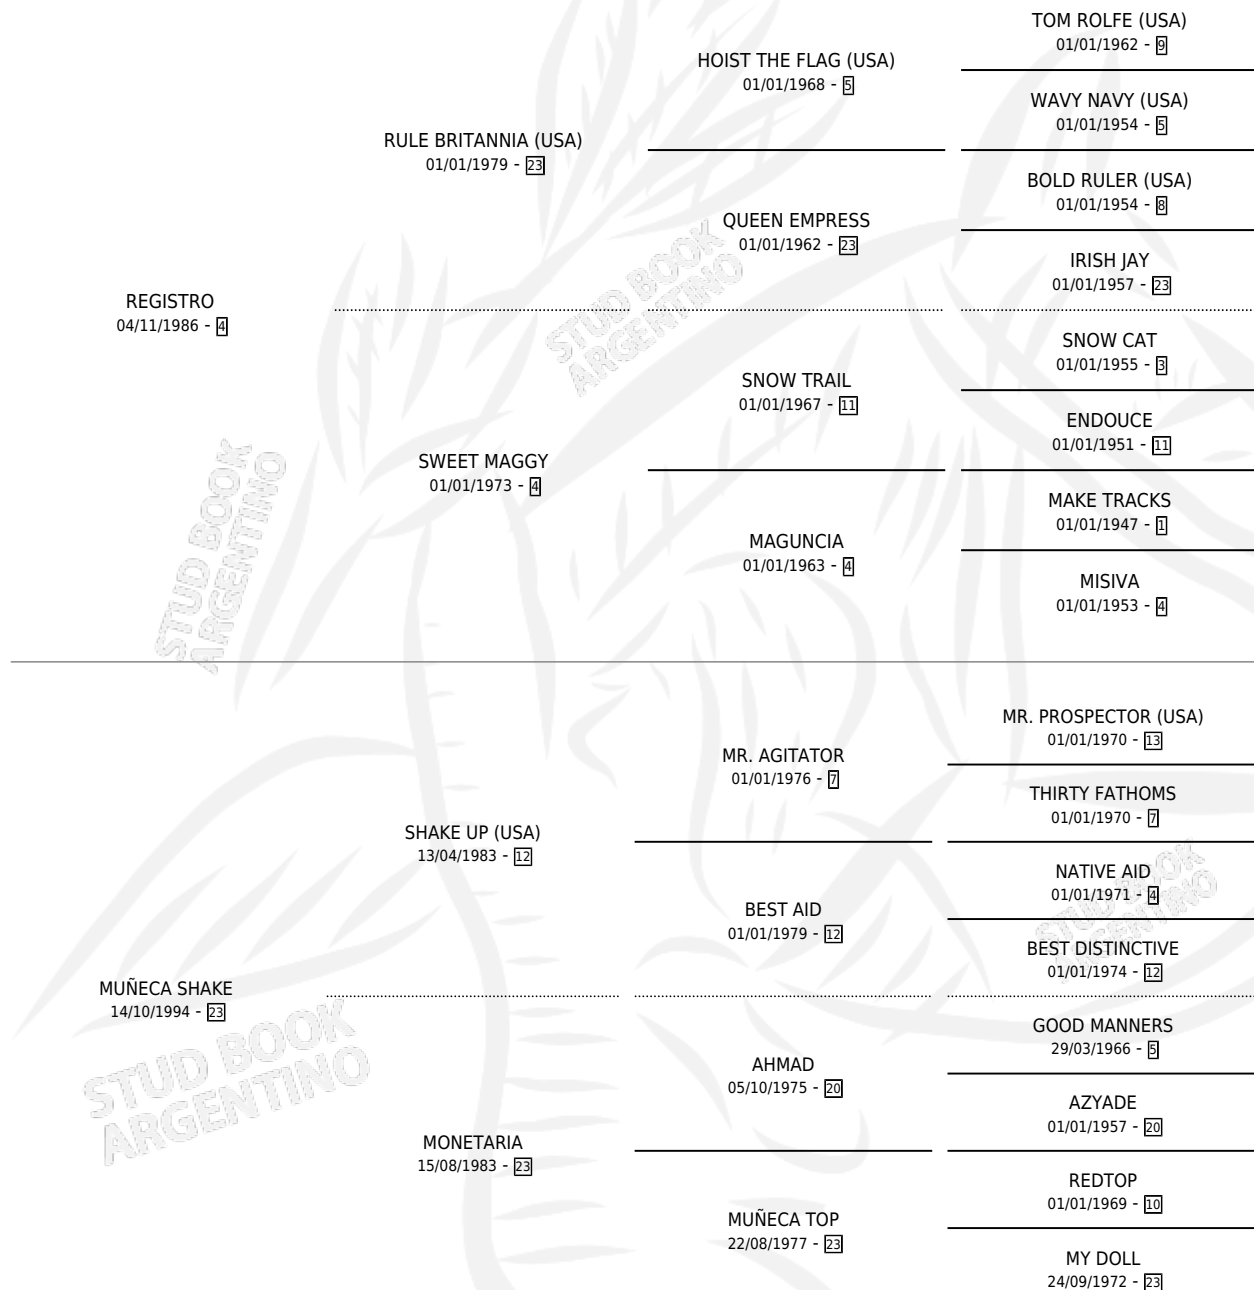 TOM ROLFE (USA)
01/01/1962 - 9
HOIST THE FLAG (USA)
01/01/1968 - 5
WAVY NAVY (USA)
01/01/1954 - 5
RULE BRITANNIA (USA)
01/01/1979 - 23
BOLD RULER (USA)
01/01/1954 - 8
QUEEN EMPRESS
01/01/1962 - 23
IRISH JAY
01/01/1957 - 23
REGISTRO
04/11/1986 - 4
SNOW CAT
01/01/1955 - 3
SNOW TRAIL
01/01/1967 - 11
ENDOUCE
01/01/1951 - 11
SWEET MAGGY
01/01/1973 - 4
MAKE TRACKS
01/01/1947 - 1
MAGUNCIA
01/01/1963 - 4
MISIVA
01/01/1953 - 4
MR. PROSPECTOR (USA)
01/01/1970 - 13
MR. AGITATOR
01/01/1976 - 7
THIRTY FATHOMS
01/01/1970 - 7
SHAKE UP (USA)
13/04/1983 - 12
NATIVE AID
01/01/1971 - 4
BEST AID
01/01/1979 - 12
BEST DISTINCTIVE
01/01/1974 - 12
MUÑECA SHAKE
14/10/1994 - 23
GOOD MANNERS
29/03/1966 - 5
AHMAD
05/10/1975 - 20
AZYADE
01/01/1957 - 20
MONETARIA
15/08/1983 - 23
REDTOP
01/01/1969 - 10
MUÑECA TOP
22/08/1977 - 23
MY DOLL
24/09/1972 - 23
STUD BOOK
ARGENTINO
STUD BOOK
ARGENTINO
STUD BOOK
ARGENTINO
STUD BOOK
ARGENTINO